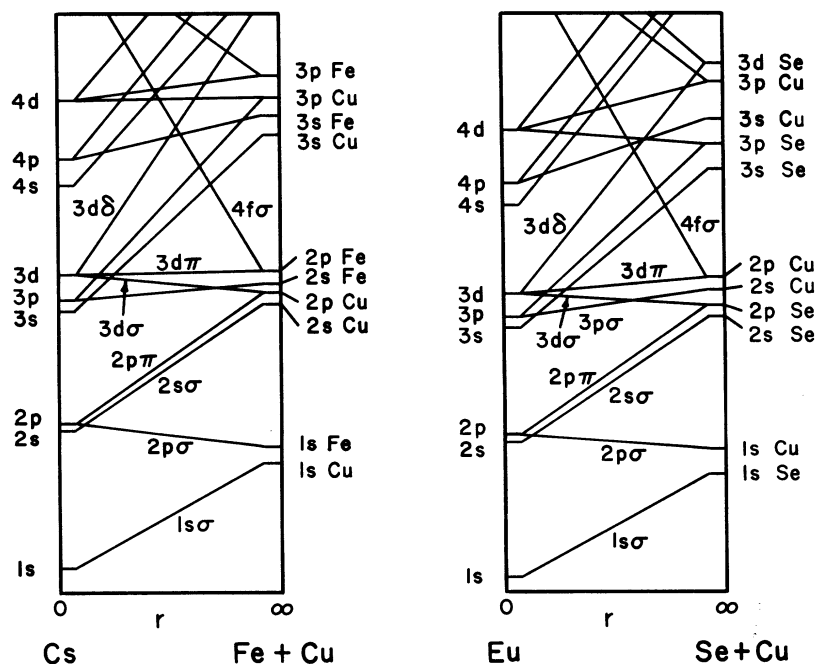 4d
4p
4s
3d
3p
3s
2p
2s
1s
3p Fe
3p Cu
3s Fe
3s Cu
2p Fe
2s Fe
2p Cu
2s Cu
1s Fe
1s Cu
3dδ
4fσ
3dπ
3dσ
2pπ
2sσ
2pσ
1sσ
0
r
∞
Cs
Fe + Cu
4d
4p
4s
3d
3p
3s
2p
2s
1s
3d Se
3p Cu
3s Cu
3p Se
3s Se
2p Cu
2s Cu
2p Se
2s Se
1s Cu
1s Se
3dδ
4fσ
3dπ
3pσ
3dσ
2pπ
2sσ
2pσ
1sσ
0
r
∞
Eu
Se + Cu